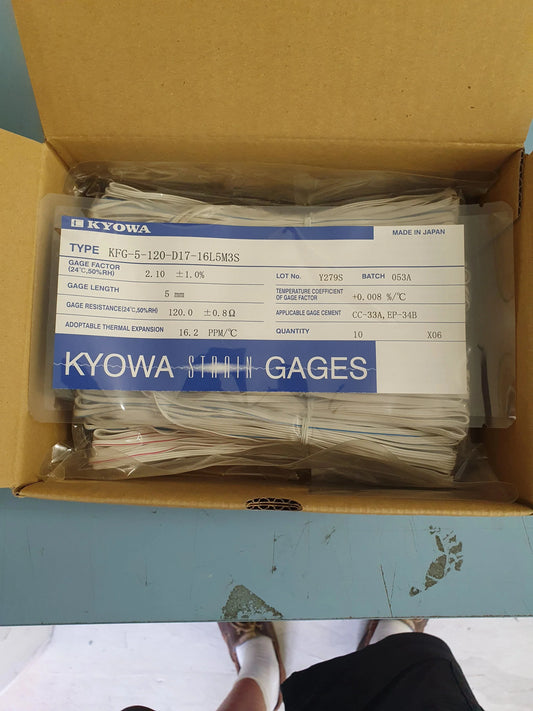 KYOWA
MADE IN JAPAN
TYPE KFG-5-120-D17-16L5M3S
GAGE FACTOR
(24℃,50%RH) 2.10 ±1.0%
GAGE LENGTH 5 mm
GAGE RESISTANCE(24℃,50%RH) 120.0 ±0.8Ω
ADOPTABLE THERMAL EXPANSION 16.2 PPM/℃
LOT No. Y279S BATCH 053A
TEMPERATURE COEFFICIENT
OF GAGE FACTOR +0.008 %/℃
APPLICABLE GAGE CEMENT CC-33A,EP-34B
QUANTITY 10 X06
KYOWA STRAIN GAGES